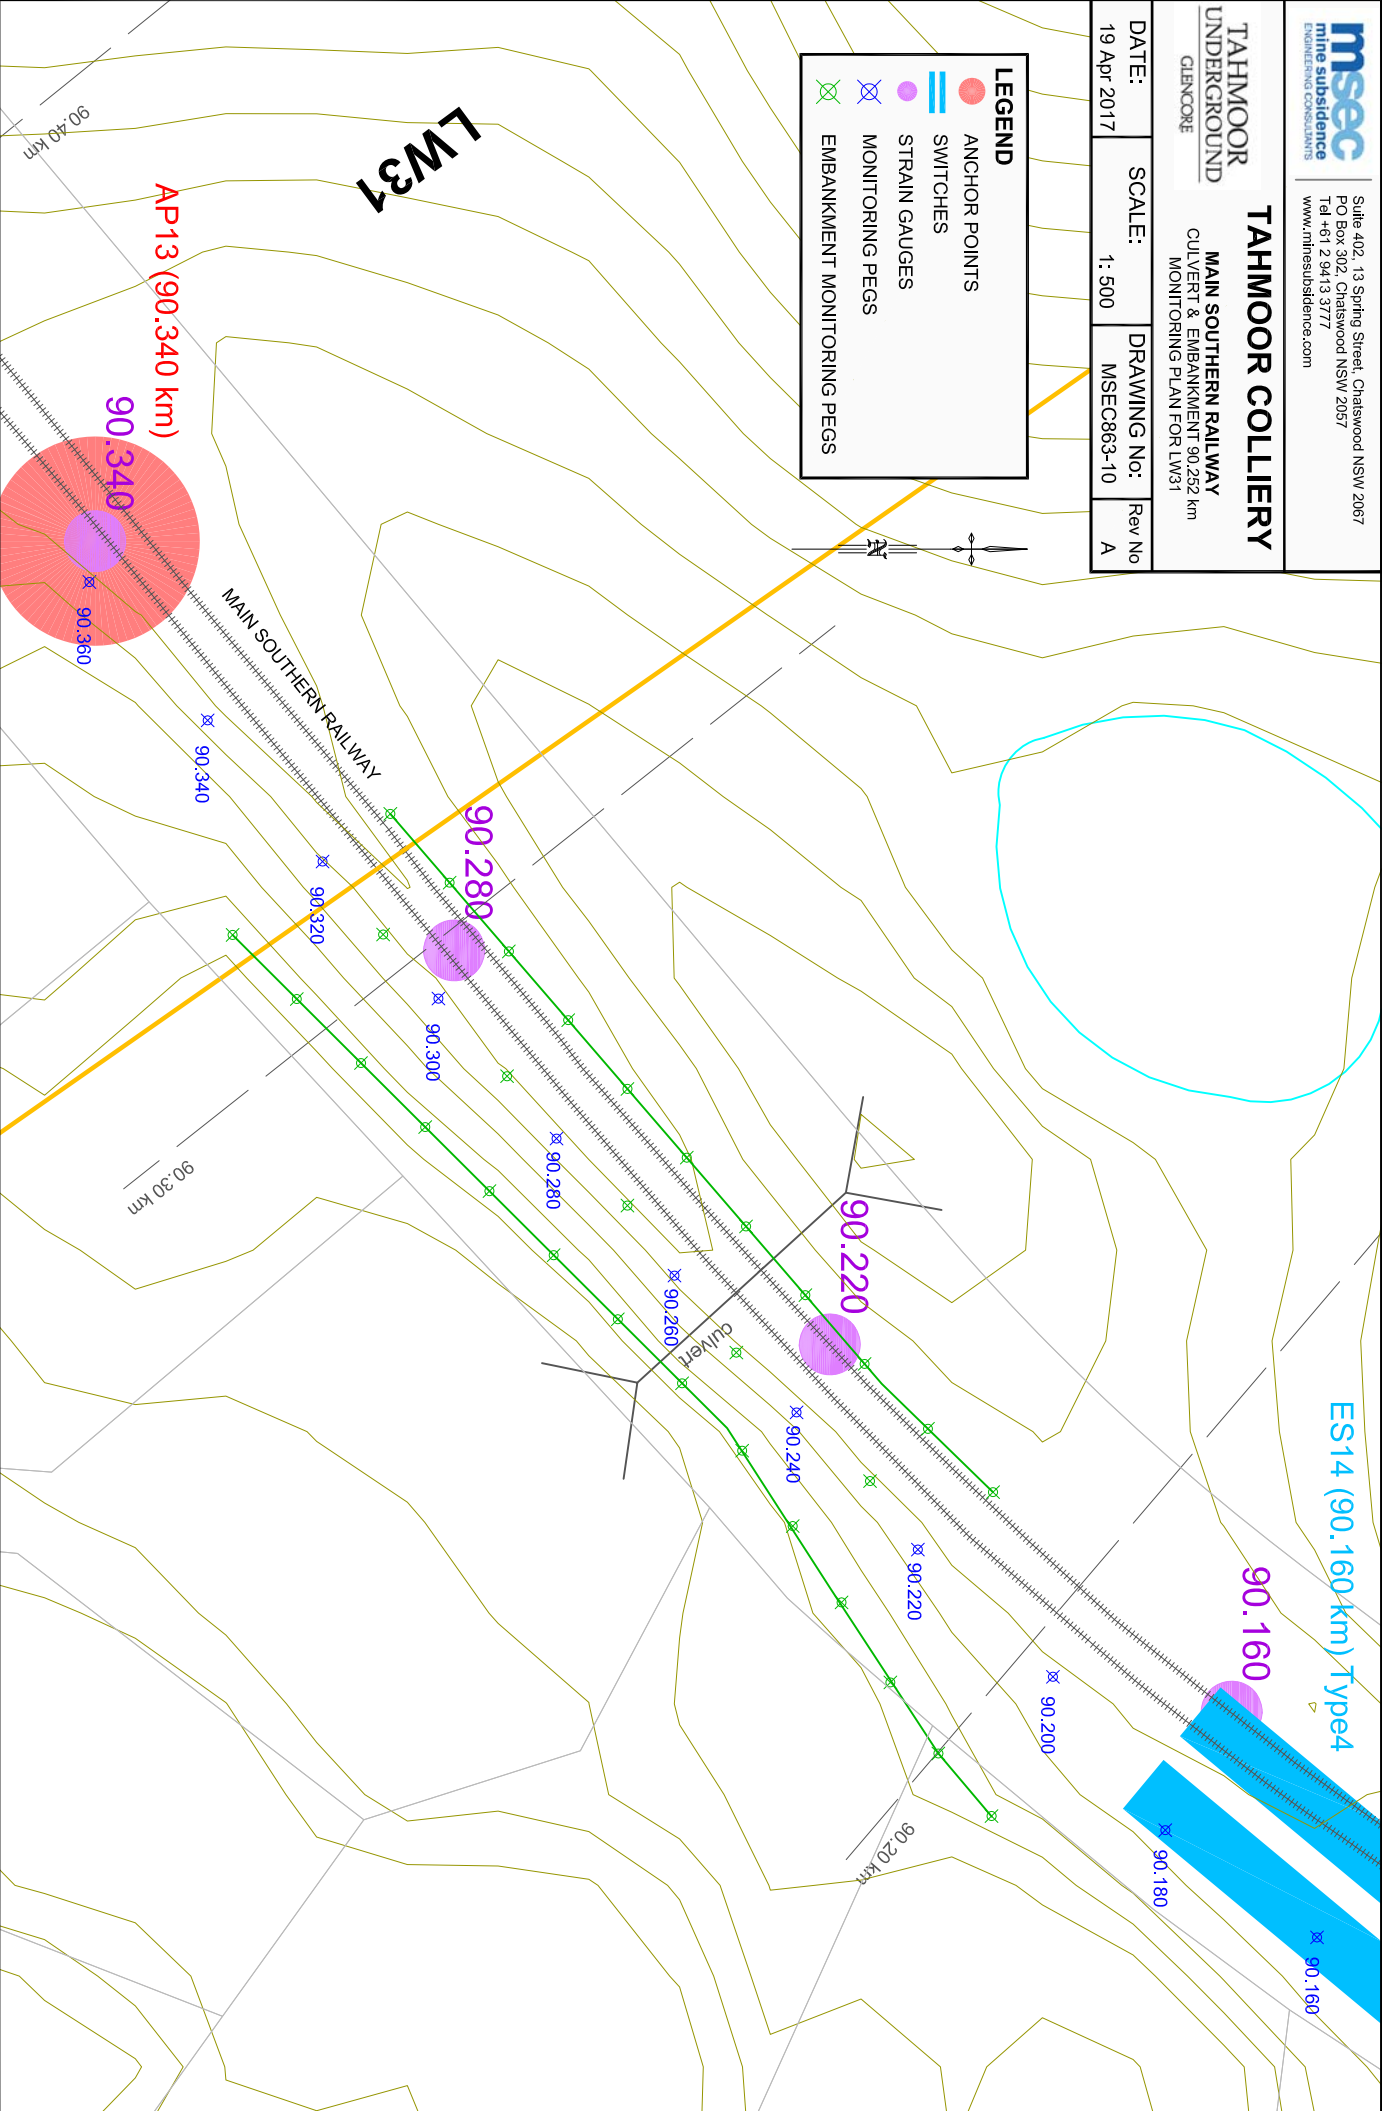 msec
mine subsidence
ENGINEERING CONSULTANTS
Suite 402, 13 Spring Street, Chatswood NSW 2067
PO Box 302, Chatswood NSW 2057
Tel +61 2 9413 3777
www.minesubsidence.com
TAHMOOR
UNDERGROUND
GLENCORE
TAHMOOR COLLIERY
MAIN SOUTHERN RAILWAY
CULVERT & EMBANKMENT 90.252 km
MONITORING PLAN FOR LW31
DATE:
19 Apr 2017
SCALE:
1: 500
DRAWING No:
MSEC863-10
Rev No
A
LEGEND
ANCHOR POINTS
SWITCHES
STRAIN GAUGES
MONITORING PEGS
EMBANKMENT MONITORING PEGS
N
LW31
90.40 km
AP13 (90.340 km)
90.340
90.360
MAIN SOUTHERN RAILWAY
90.340
90.320
90.280
90.300
90.30 km
90.280
90.260
culvert
90.220
90.240
90.220
ES14 (90.160 km) Type4
90.160
90.200
90.20 km
90.180
90.160